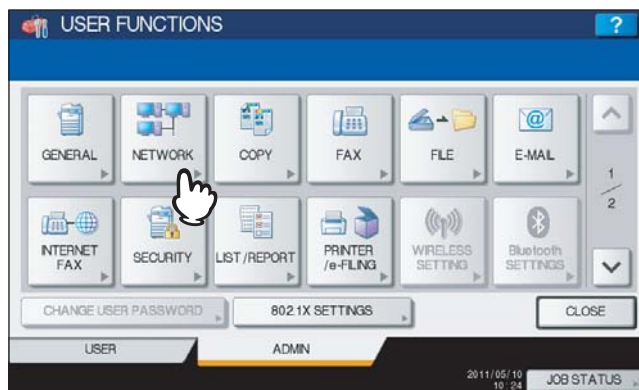 USER FUNCTIONS
?
GENERAL
NETWORK
COPY
FAX
FILE
E-MAIL
1
2
INTERNET FAX
SECURITY
LIST/REPORT
PRINTER /e-FILING
WIRELESS SETTING
Bluetooth SETTINGS
CHANGE USER PASSWORD
802.1X SETTINGS
CLOSE
USER
ADMIN
2011/05/10
10:24
JOB STATUS